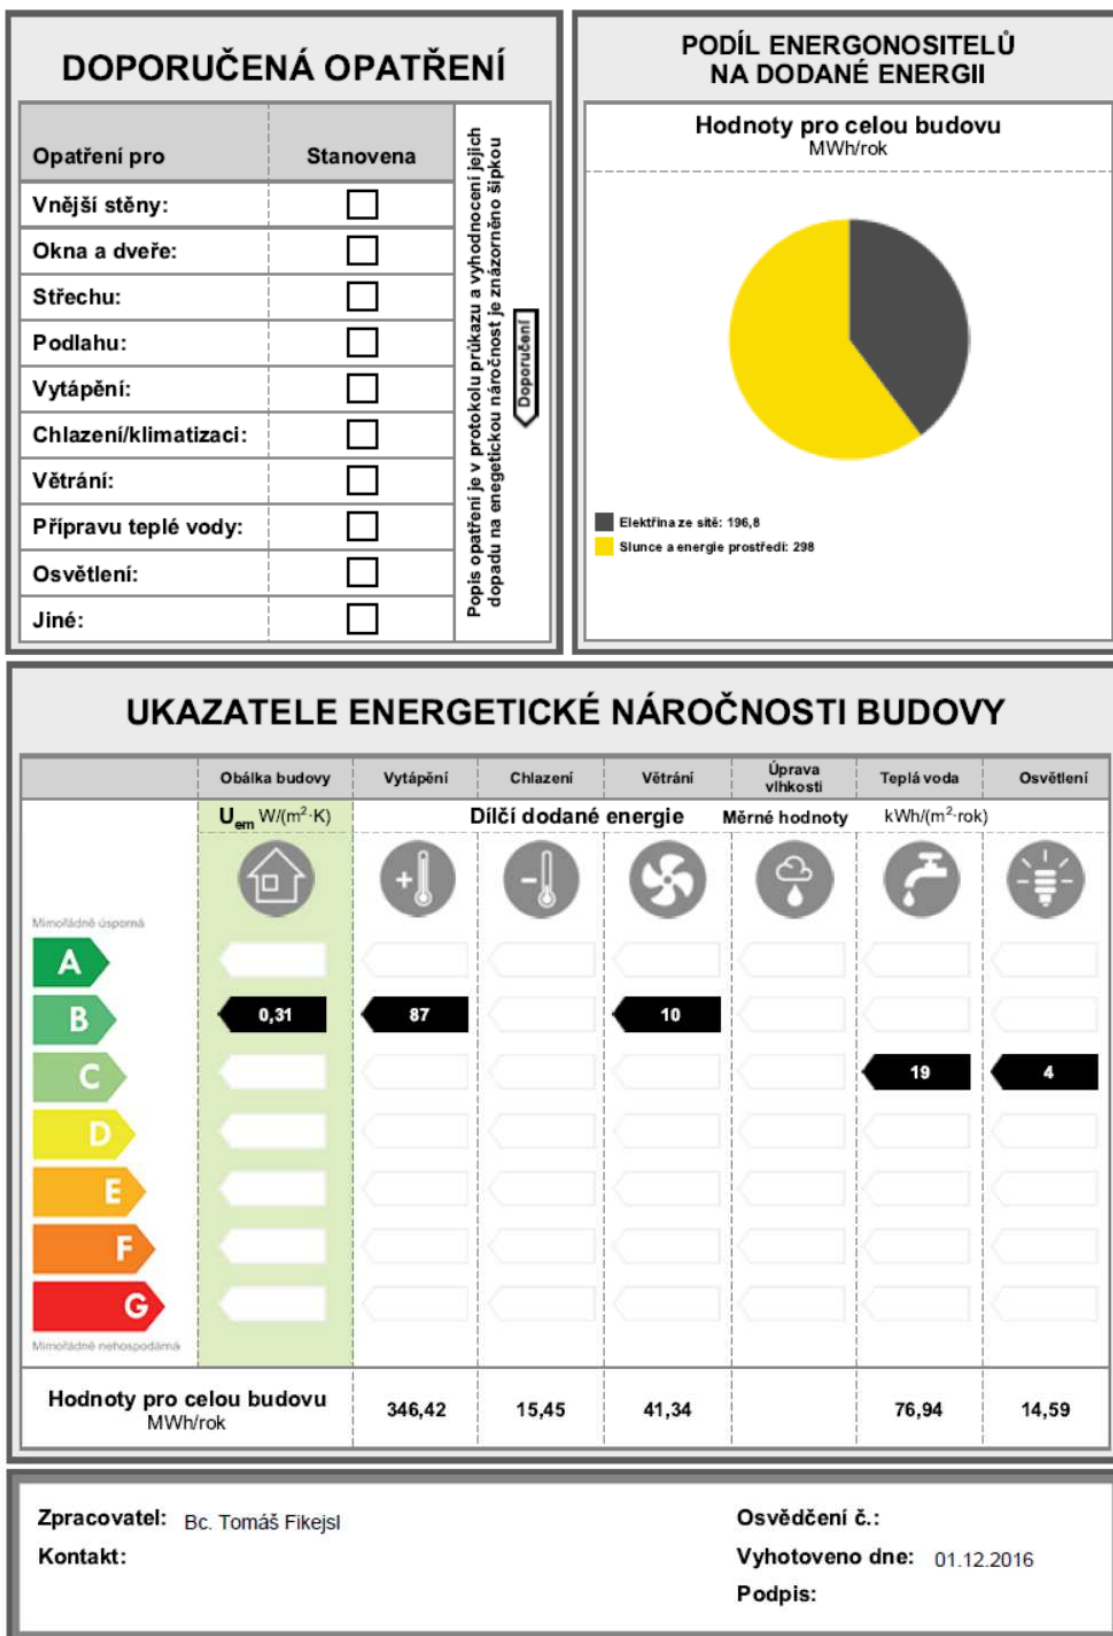 DOPORUČENÁ OPATŘENÍ
Opatření pro Stanovena
Vnější stěny:
Okna a dveře:
Střechu:
Podlahu:
Vytápění:
Chlazení/klimatizaci:
Větrání:
Přípravu teplé vody:
Osvětlení:
Jiné:
Popis opatření je v protokolu průkazu a vyhodnocení jejich
dopadu na enegetickou náročnost je znázorněno šipkou
Doporučení
PODÍL ENERGONOSITELŮ
NA DODANÉ ENERGII
Hodnoty pro celou budovu
MWh/rok
Elektřina ze sítě: 196,8
Slunce a energie prostředí: 298
UKAZATELE ENERGETICKÉ NÁROČNOSTI BUDOVY
Obálka budovy Vytápění Chlazení Větrání Úprava vlhkosti Teplá voda Osvětlení
Uem W/(m²·K) Dílčí dodané energie Měrné hodnoty kWh/(m²·rok)
Mimořádně úsporná
A
B 0,31 87 10
C 19 4
D
E
F
G
Mimořádně nehospodárná
Hodnoty pro celou budovu
MWh/rok
346,42 15,45 41,34 76,94 14,59
Zpracovatel: Bc. Tomáš Fikejsl
Kontakt:
Osvědčení č.:
Vyhotoveno dne: 01.12.2016
Podpis: